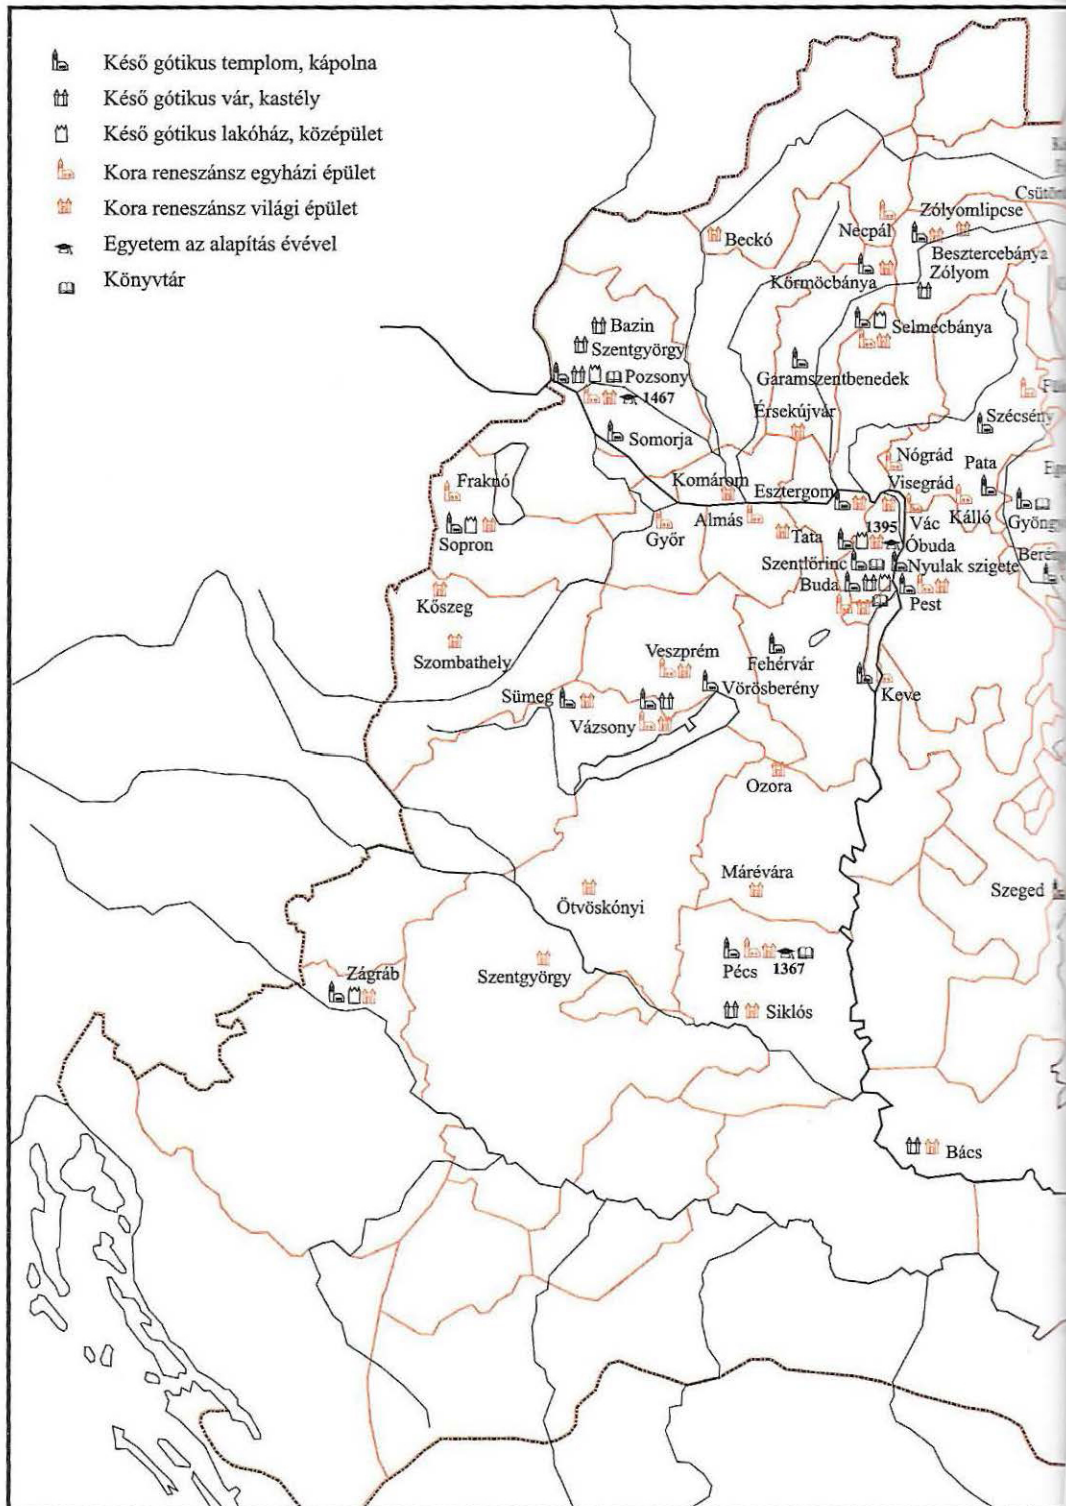 Késő gótikus templom, kápolna
Késő gótikus vár, kastély
Késő gótikus lakóház, középület
Kora reneszánsz egyházi épület
Kora reneszánsz világi épület
Egyetem az alapítás évével
Könyvtár
Csütör
Zólyomlipcse
Necpál
Beckó
Besztercebánya
Zólyom
Körmöcbánya
Bazin
Selmecbánya
Szentgyörgy
Pozsony
Garamszentbenedek
1467
Érsekújvár
Szécsény
Somorja
Nógrád
Pata
Fraknó
Komárom
Esztergom
Visegrád
Almás
Vác
Kálló
Győr
1395
Gyöngy
Tata
Óbuda
Sopron
Szentlőrinc
Nyulak szigete
Buda
Pest
Kőszeg
Veszprém
Fehérvár
Szombathely
Vörösberény
Sümeg
Keve
Vázsony
Ozora
Márévára
Szeged
Ötvöskónyi
Zágráb
Szentgyörgy
Pécs
1367
Siklós
Bács